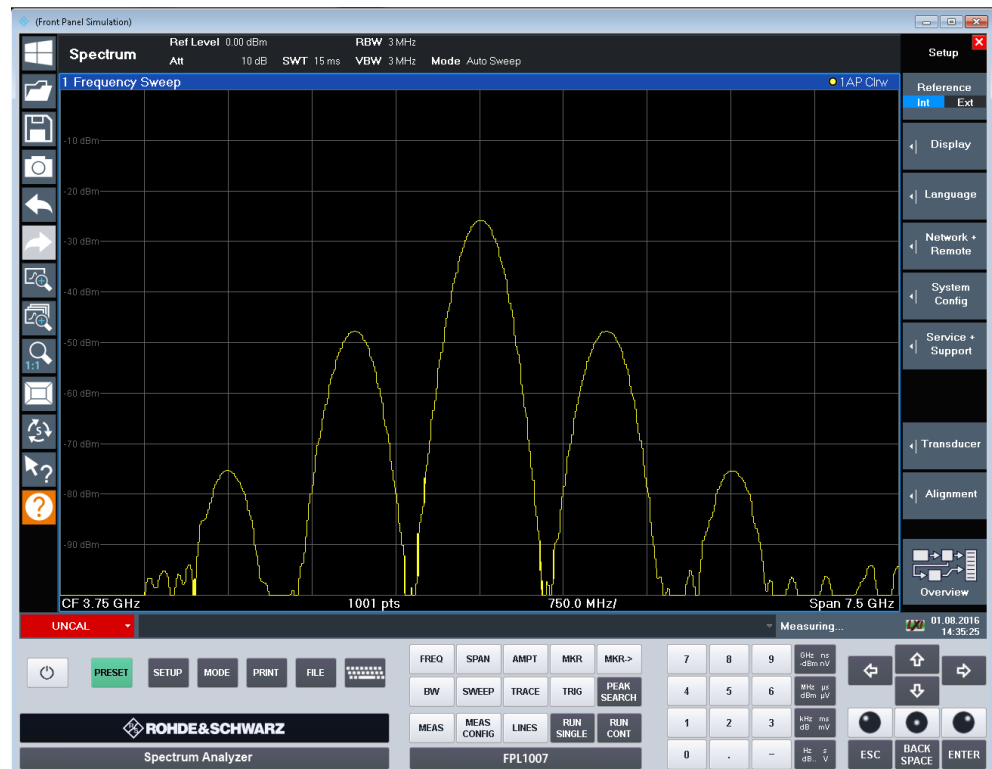 (Front Panel Simulation)
Spectrum
Ref Level 0.00 dBm RBW 3 MHz
Att 10 dB SWT 15 ms VBW 3 MHz Mode Auto Sweep
1 Frequency Sweep
1AP Clrw
-10 dBm
-20 dBm
-30 dBm
-40 dBm
-50 dBm
-60 dBm
-70 dBm
-80 dBm
-90 dBm
CF 3.75 GHz 1001 pts 750.0 MHz/ Span 7.5 GHz
1:1
S
?
?
Setup
Reference
Int Ext
Display
Language
Network +
Remote
System
Config
Service +
Support
Transducer
Alignment
Overview
UNCAL
Measuring...
01.08.2016
14:35:25
PRESET SETUP MODE PRINT FILE
ROHDE&SCHWARZ
Spectrum Analyzer
FREQ SPAN AMPT MKR MKR->
BW SWEEP TRACE TRIG PEAK
SEARCH
MEAS MEAS
CONFIG LINES RUN
SINGLE RUN
CONT
FPL1007
7 8 9 GHz ns
-dBm nV
4 5 6 MHz µs
dBm µV
1 2 3 kHz ms
dB mV
0 . - Hz s
dB.. V
ESC BACK
SPACE ENTER